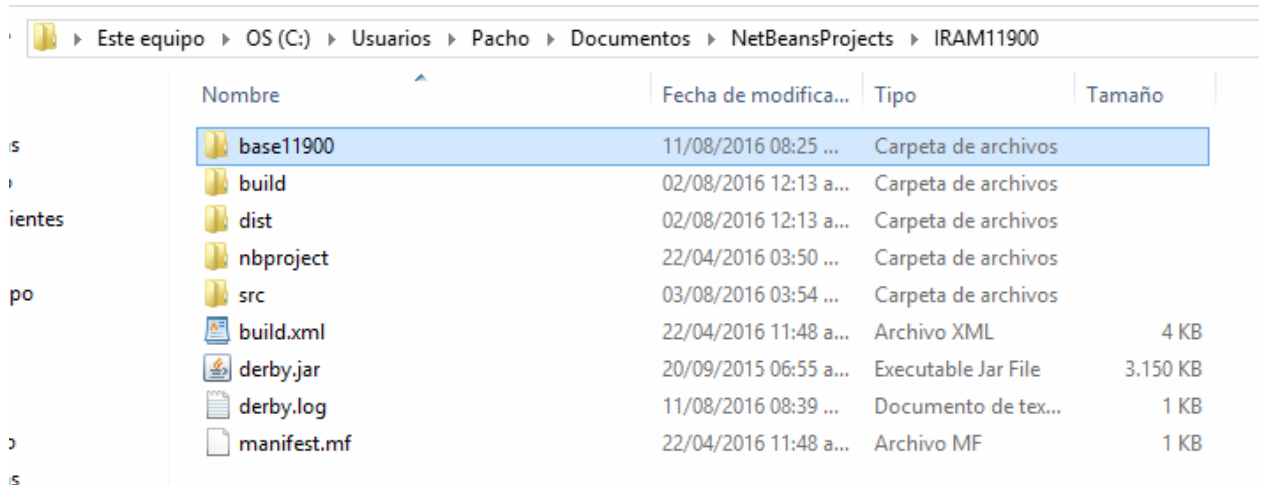 Este equipo ▸ OS (C:) ▸ Usuarios ▸ Pacho ▸ Documentos ▸ NetBeansProjects ▸ IRAM11900
Nombre Fecha de modifica... Tipo Tamaño
base11900 11/08/2016 08:25 ... Carpeta de archivos
build 02/08/2016 12:13 a... Carpeta de archivos
ientes dist 02/08/2016 12:13 a... Carpeta de archivos
nbproject 22/04/2016 03:50 ... Carpeta de archivos
po src 03/08/2016 03:54 ... Carpeta de archivos
build.xml 22/04/2016 11:48 a... Archivo XML 4 KB
derby.jar 20/09/2015 06:55 a... Executable Jar File 3.150 KB
derby.log 11/08/2016 08:39 ... Documento de tex... 1 KB
manifest.mf 22/04/2016 11:48 a... Archivo MF 1 KB